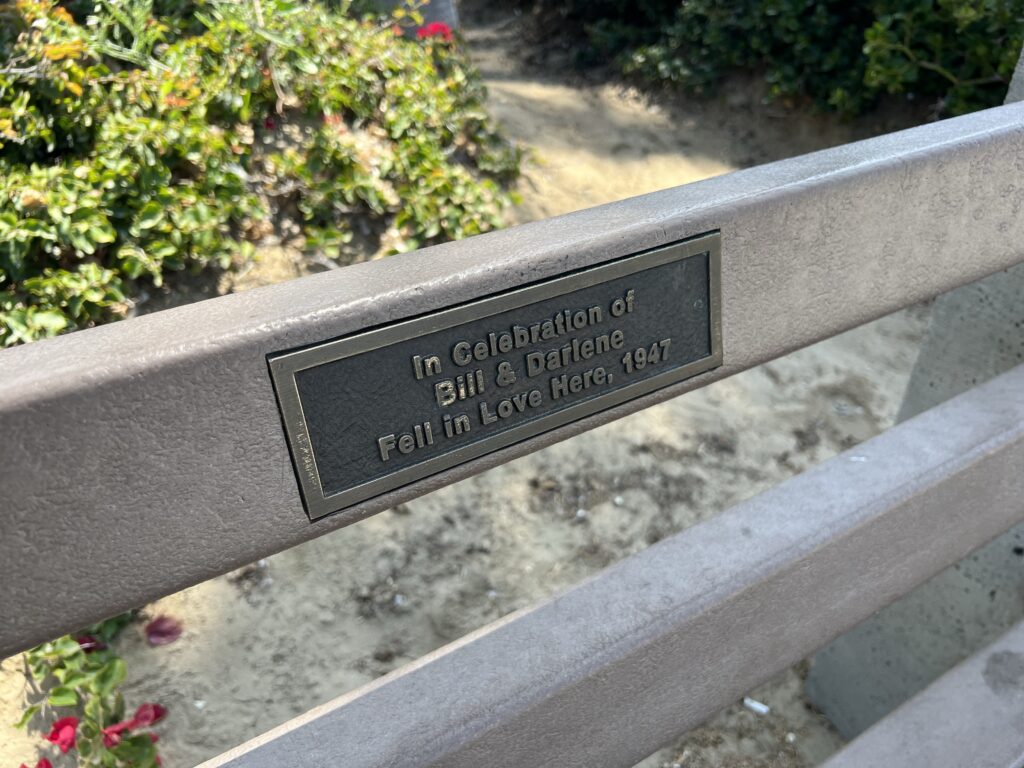 In Celebration of
Bill & Darlene
Fell in Love Here, 1947